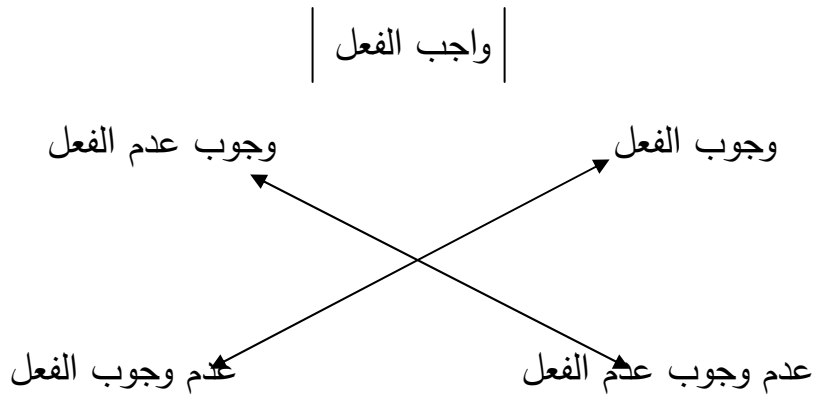 واجب الفعل
وجوب الفعل
وجوب عدم الفعل
عدم وجوب عدم الفعل
عدم وجوب الفعل